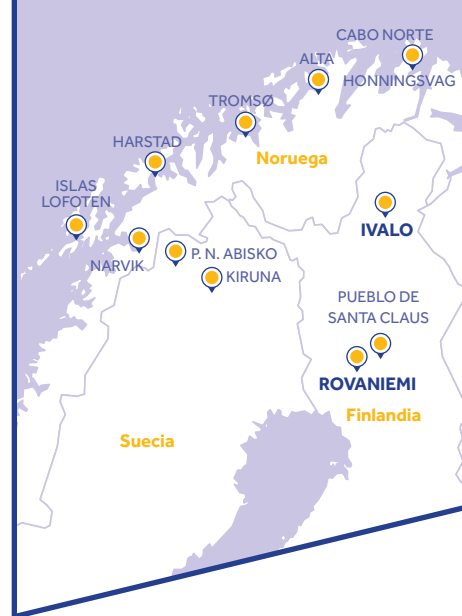 CABO NORTE
ALTA
HONNINGSVAG
TROMSØ
HARSTAD
Noruega
ISLAS
LOFOTEN
IVALO
NARVIK
P. N. ABISKO
KIRUNA
PUEBLO DE
SANTA CLAUS
ROVANIEMI
Finlandia
Suecia